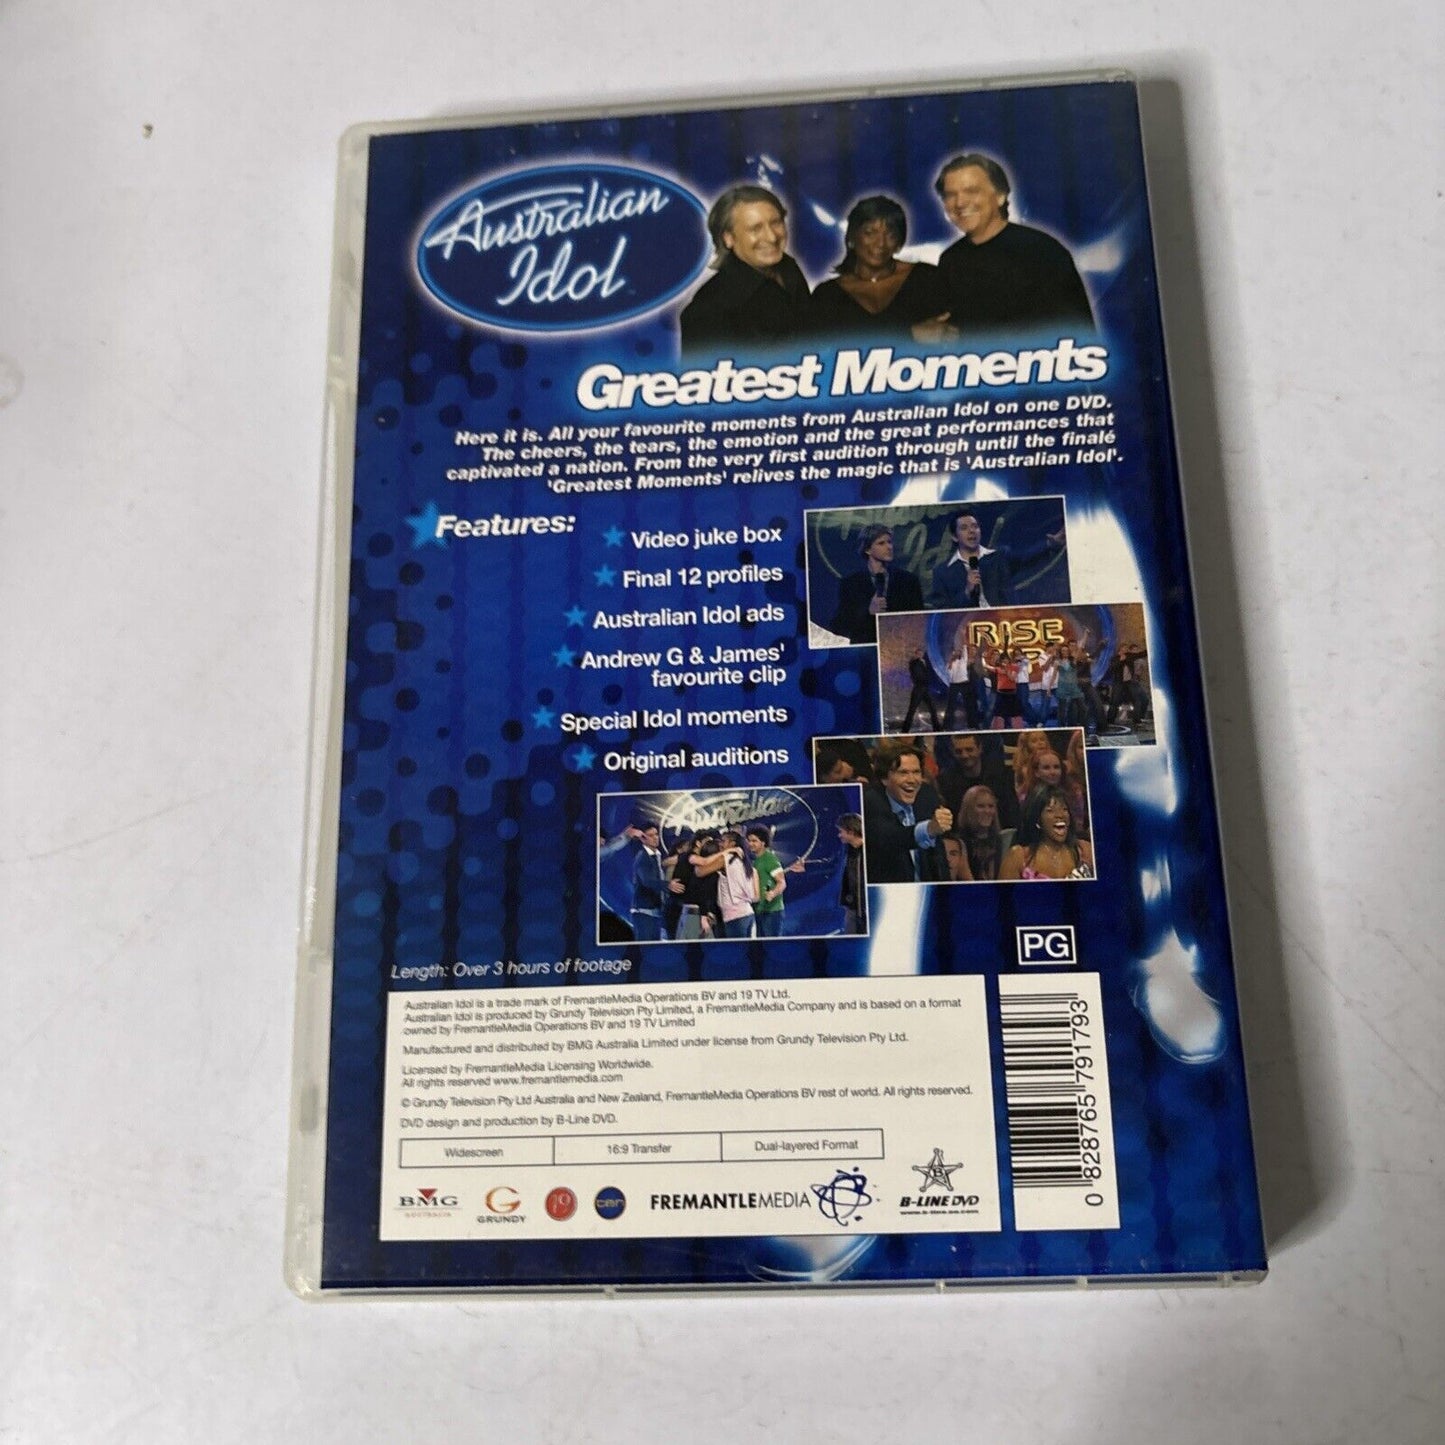 Australian
Idol
Greatest Moments
Here it is. All your favourite moments from Australian Idol on one DVD.
The cheers, the tears, the emotion and the great performances that
captivated a nation. From the very first audition through until the finalé
'Greatest Moments' relives the magic that is 'Australian Idol'.
Features:
Video juke box
Final 12 profiles
Australian Idol ads
Andrew G & James'
favourite clip
Special Idol moments
Original auditions
RISE
Australian
PG
Length: Over 3 hours of footage
Australian Idol is a trade mark of FremantleMedia Operations BV and 19 TV Ltd.
Australian Idol is produced by Grundy Television Pty Limited, a FremantleMedia Company and is based on a format
owned by FremantleMedia Operations BV and 19 TV Limited
Manufactured and distributed by BMG Australia Limited under license from Grundy Television Pty Ltd.
Licensed by FremantleMedia Licensing Worldwide.
All rights reserved www.fremantlemedia.com
© Grundy Television Pty Ltd Australia and New Zealand, FremantleMedia Operations BV rest of world. All rights reserved.
DVD design and production by B-Line DVD.
Widescreen
16:9 Transfer
Dual-layered Format
BMG
AUSTRALIA
GRUNDY
19
FREMANTLEMEDIA
B
B-LINE DVD
0 828765 791793